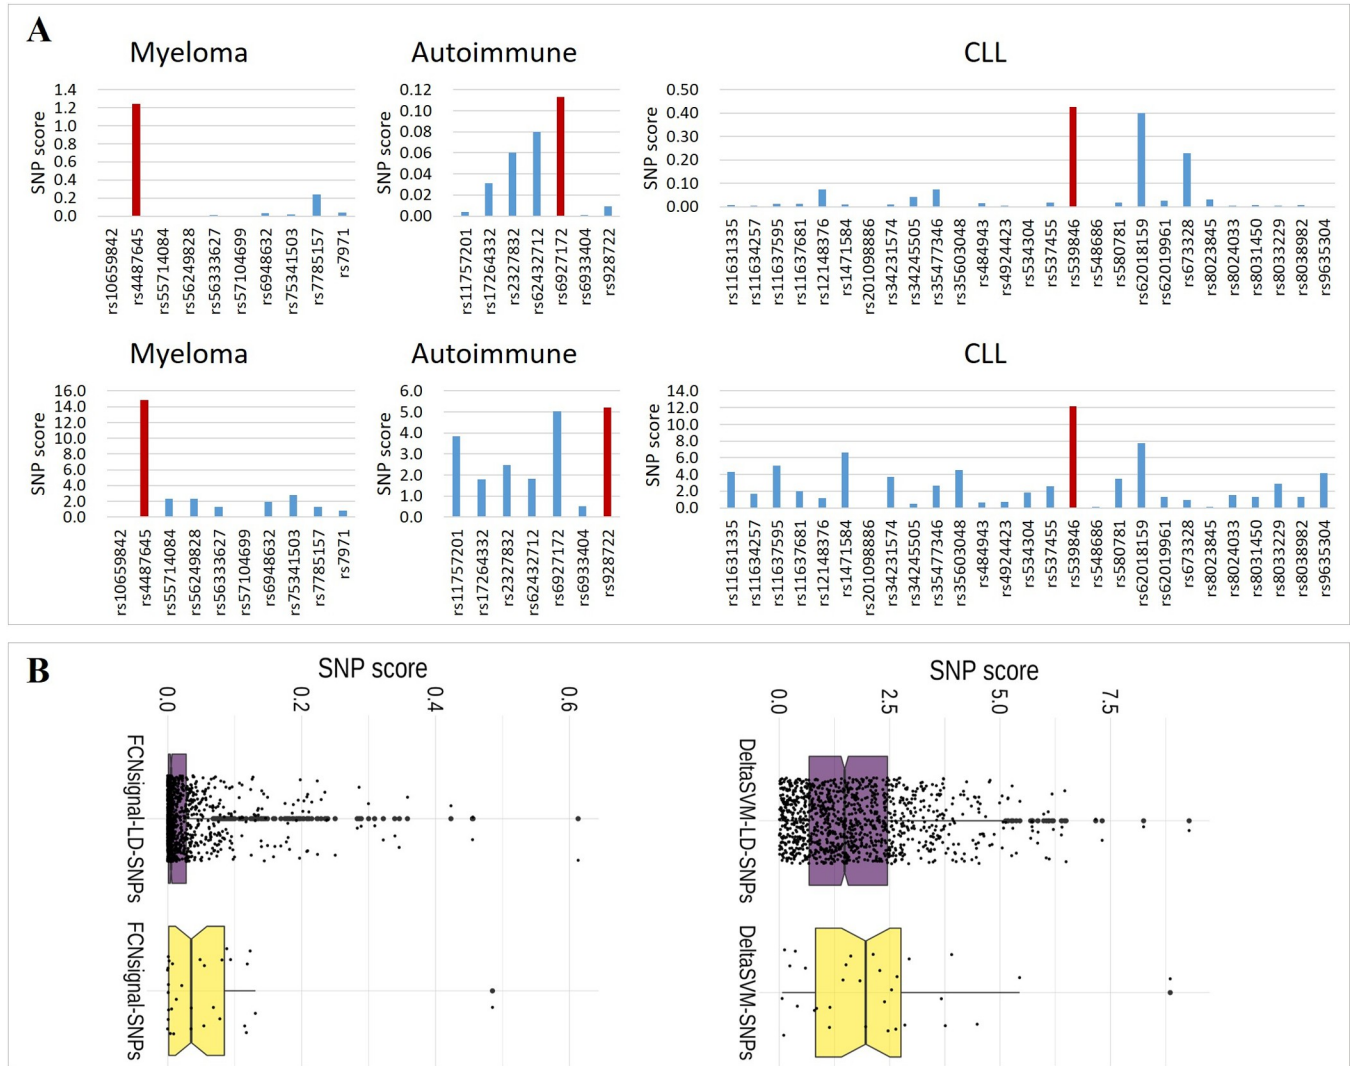 A
Myeloma
SNP score
1.4
1.2
1.0
0.8
0.6
0.4
0.2
0.0
rs10659842
rs4487645
rs55714084
rs56249828
rs56333627
rs57104699
rs6948632
rs75341503
rs7785157
rs7971
Autoimmune
SNP score
0.12
0.10
0.08
0.06
0.04
0.02
0.00
rs11757201
rs17264332
rs2327832
rs62432712
rs6927172
rs6933404
rs928722
CLL
SNP score
0.50
0.40
0.30
0.20
0.10
0.00
rs11631335
rs11634257
rs11637595
rs11637681
rs12148376
rs1471584
rs201098886
rs34231574
rs34245505
rs35477346
rs35603048
rs484943
rs4924423
rs534304
rs537455
rs539846
rs548686
rs580781
rs62018159
rs62019961
rs673328
rs8023845
rs8024033
rs8031450
rs8033229
rs8038982
rs9635304
Myeloma
SNP score
16.0
14.0
12.0
10.0
8.0
6.0
4.0
2.0
0.0
rs10659842
rs4487645
rs55714084
rs56249828
rs56333627
rs57104699
rs6948632
rs75341503
rs7785157
rs7971
Autoimmune
SNP score
6.0
5.0
4.0
3.0
2.0
1.0
0.0
rs11757201
rs17264332
rs2327832
rs62432712
rs6927172
rs6933404
rs928722
CLL
SNP score
14.0
12.0
10.0
8.0
6.0
4.0
2.0
0.0
rs11631335
rs11634257
rs11637595
rs11637681
rs12148376
rs1471584
rs201098886
rs34231574
rs34245505
rs35477346
rs35603048
rs484943
rs4924423
rs534304
rs537455
rs539846
rs548686
rs580781
rs62018159
rs62019961
rs673328
rs8023845
rs8024033
rs8031450
rs8033229
rs8038982
rs9635304
B
SNP score
0.0
0.2
0.4
0.6
FCNsignal-LD-SNPs
FCNsignal-SNPs
SNP score
0.0
2.5
5.0
7.5
DeltaSVM-LD-SNPs
DeltaSVM-SNPs